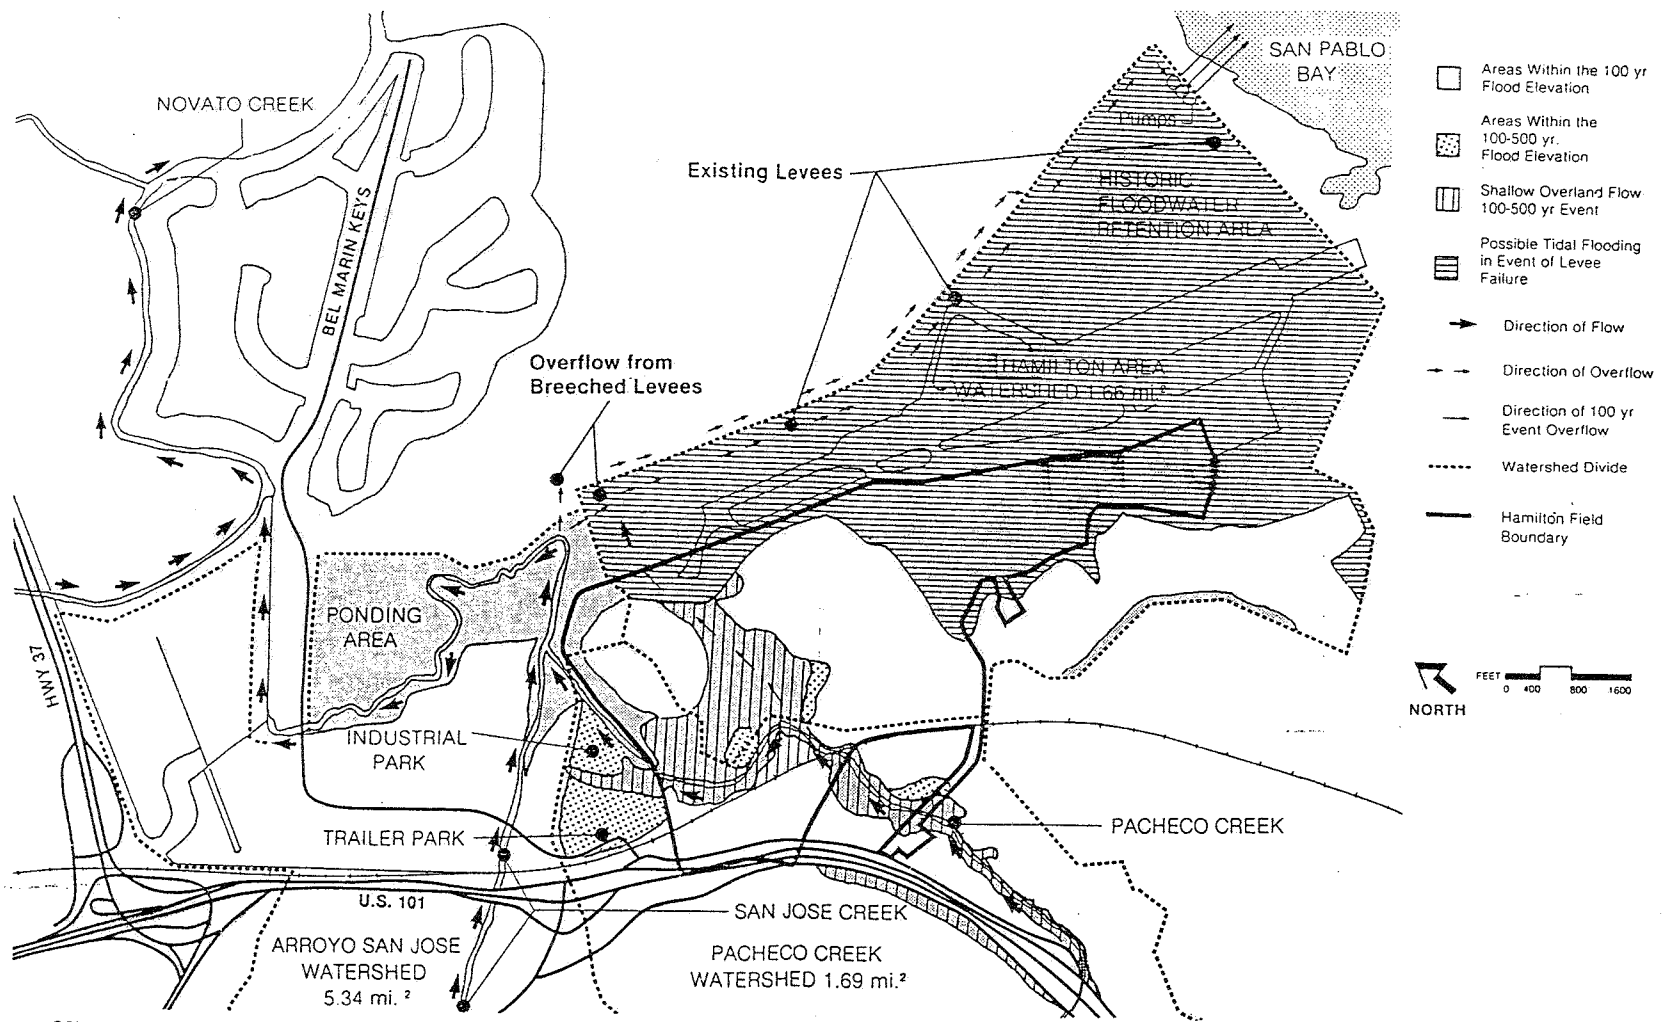 SAN PABLO
BAY
NOVATO CREEK
Pumps
Existing Levees
HISTORIC
FLOODWATER
RETENTION AREA
BEL MARIN KEYS
Overflow from
Breeched Levees
HAMILTON AREA
WATERSHED 1.66 mi.²
PONDING
AREA
HWY 37
INDUSTRIAL
PARK
TRAILER PARK
PACHECO CREEK
U.S. 101
SAN JOSE CREEK
ARROYO SAN JOSE
WATERSHED
5.34 mi. ²
PACHECO CREEK
WATERSHED 1.69 mi.²
Areas Within the 100 yr
Flood Elevation
Areas Within the
100-500 yr.
Flood Elevation
Shallow Overland Flow
100-500 yr Event
Possible Tidal Flooding
in Event of Levee
Failure
Direction of Flow
Direction of Overflow
Direction of 100 yr
Event Overflow
Watershed Divide
Hamilton Field
Boundary
FEET
0 400 800 1600
NORTH